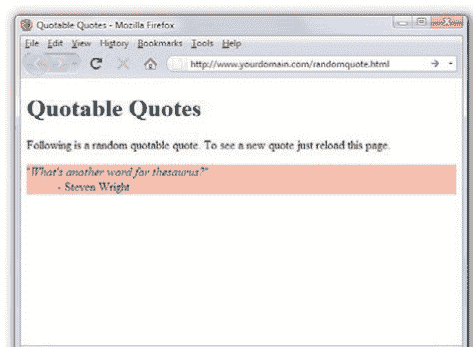 Quotable Quotes - Mozilla Firefox
File Edit View History Bookmarks Tools Help
http://www.yourdomain.com/randomquote.html
Quotable Quotes
Following is a random quotable quote. To see a new quote just reload this page.
"What's another word for thesaurus?"
- Steven Wright